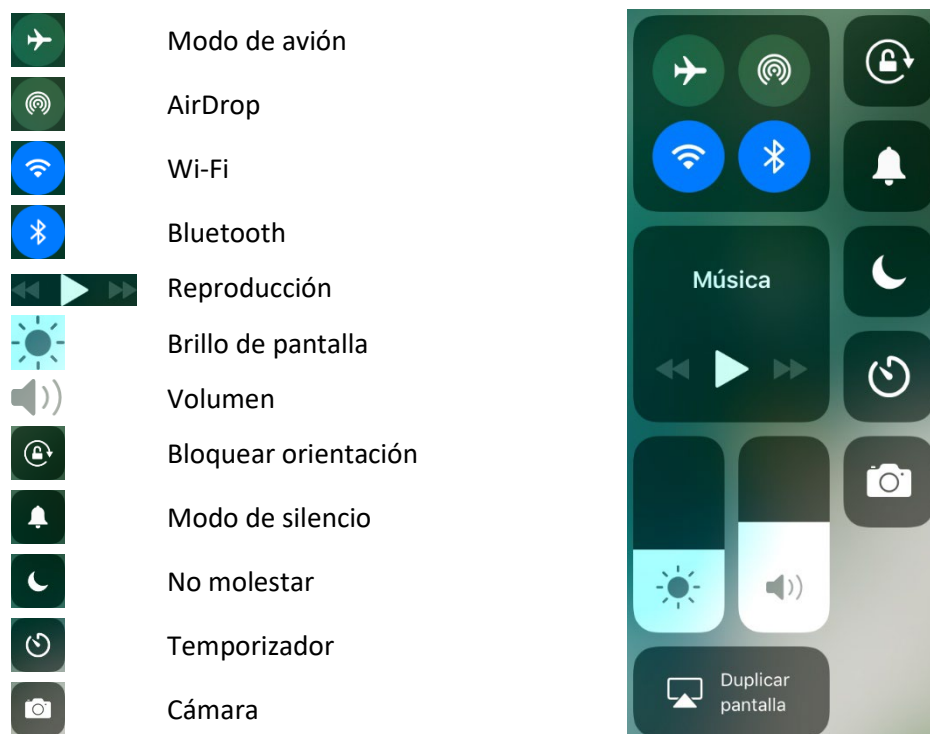 Modo de avión
AirDrop
Wi-Fi
Bluetooth
Reproducción
Brillo de pantalla
Volumen
Bloquear orientación
Modo de silencio
No molestar
Temporizador
Cámara
Música
Duplicar
pantalla